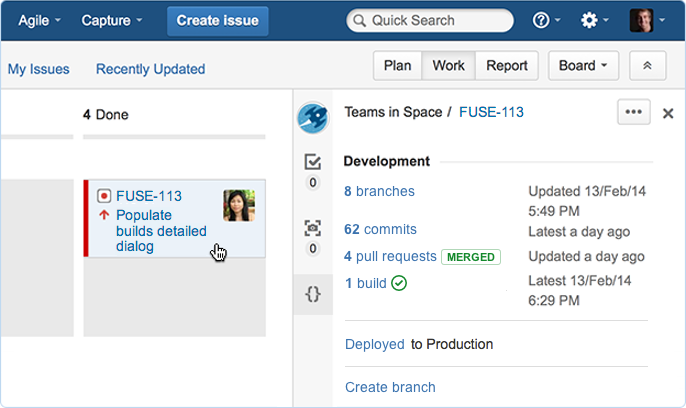 Agile Capture Create issue Quick Search
My Issues Recently Updated Plan Work Report Board
4 Done
Teams in Space / FUSE-113
FUSE-113
Populate
builds detailed
dialog
0
0
{}
Development
8 branches Updated 13/Feb/14
5:49 PM
62 commits Latest a day ago
4 pull requests MERGED Updated a day ago
1 build Latest 13/Feb/14
6:29 PM
Deployed to Production
Create branch